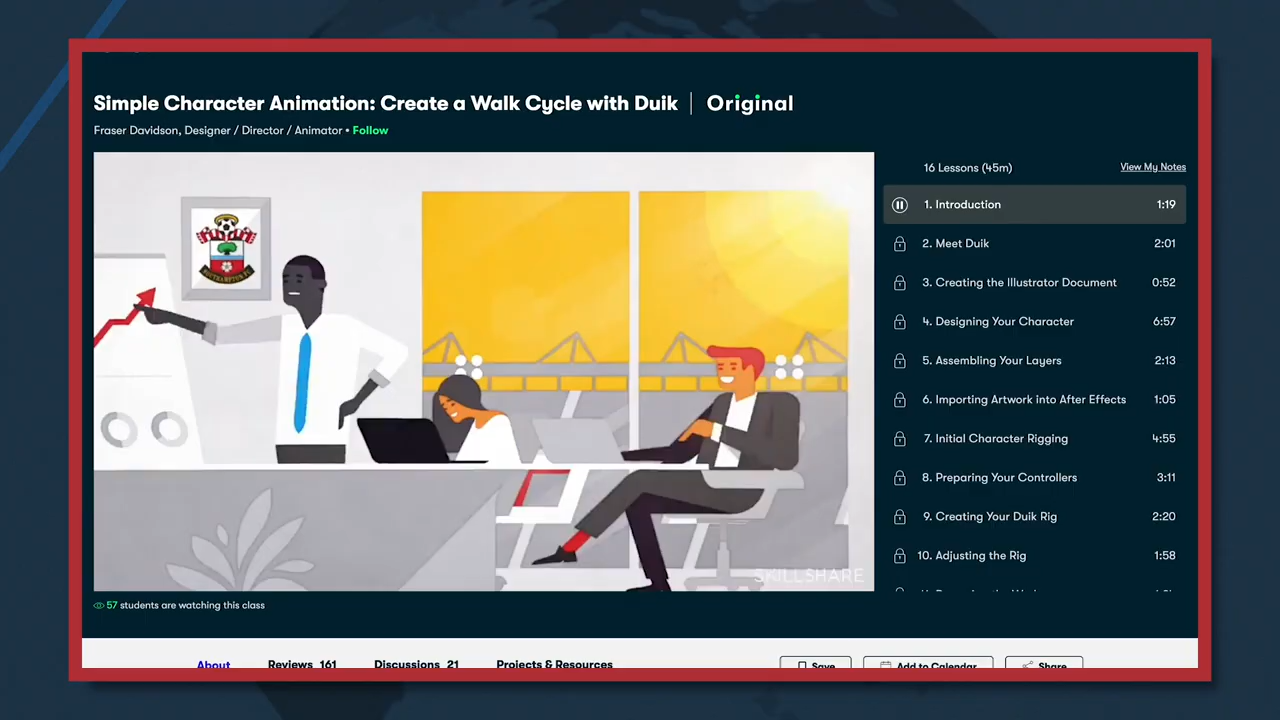 Simple Character Animation: Create a Walk Cycle with Duik | Original
Fraser Davidson, Designer / Director / Animator • Follow
16 Lessons (45m) View My Notes
1. Introduction 1:19
2. Meet Duik 2:01
3. Creating the Illustrator Document 0:52
4. Designing Your Character 6:57
5. Assembling Your Layers 2:13
6. Importing Artwork into After Effects 1:05
7. Initial Character Rigging 4:55
8. Preparing Your Controllers 3:11
9. Creating Your Duik Rig 2:20
10. Adjusting the Rig 1:58
SKILLSHARE
57 students are watching this class
About Reviews 161 Discussions 21 Projects & Resources Save Add to Calendar Share